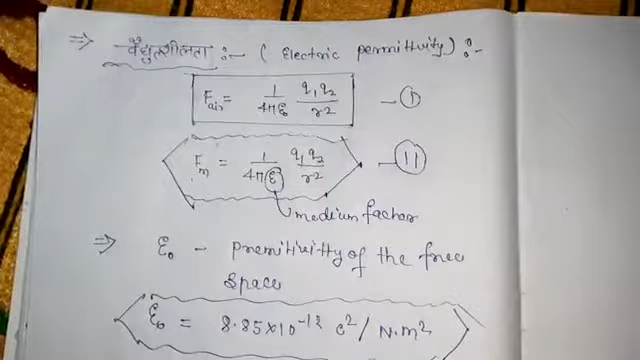 ⇒ वैद्युतशीलता :- ( Electric permittivity) :-
F_air = 1/4πε₀ q₁q₂/r² - (I)
F_m = 1/4πε q₁q₂/r² - (II)
medium factor
⇒ ε₀ - Premitivitty of the free
space
ε₀ = 8.85×10⁻¹² c²/N.m²